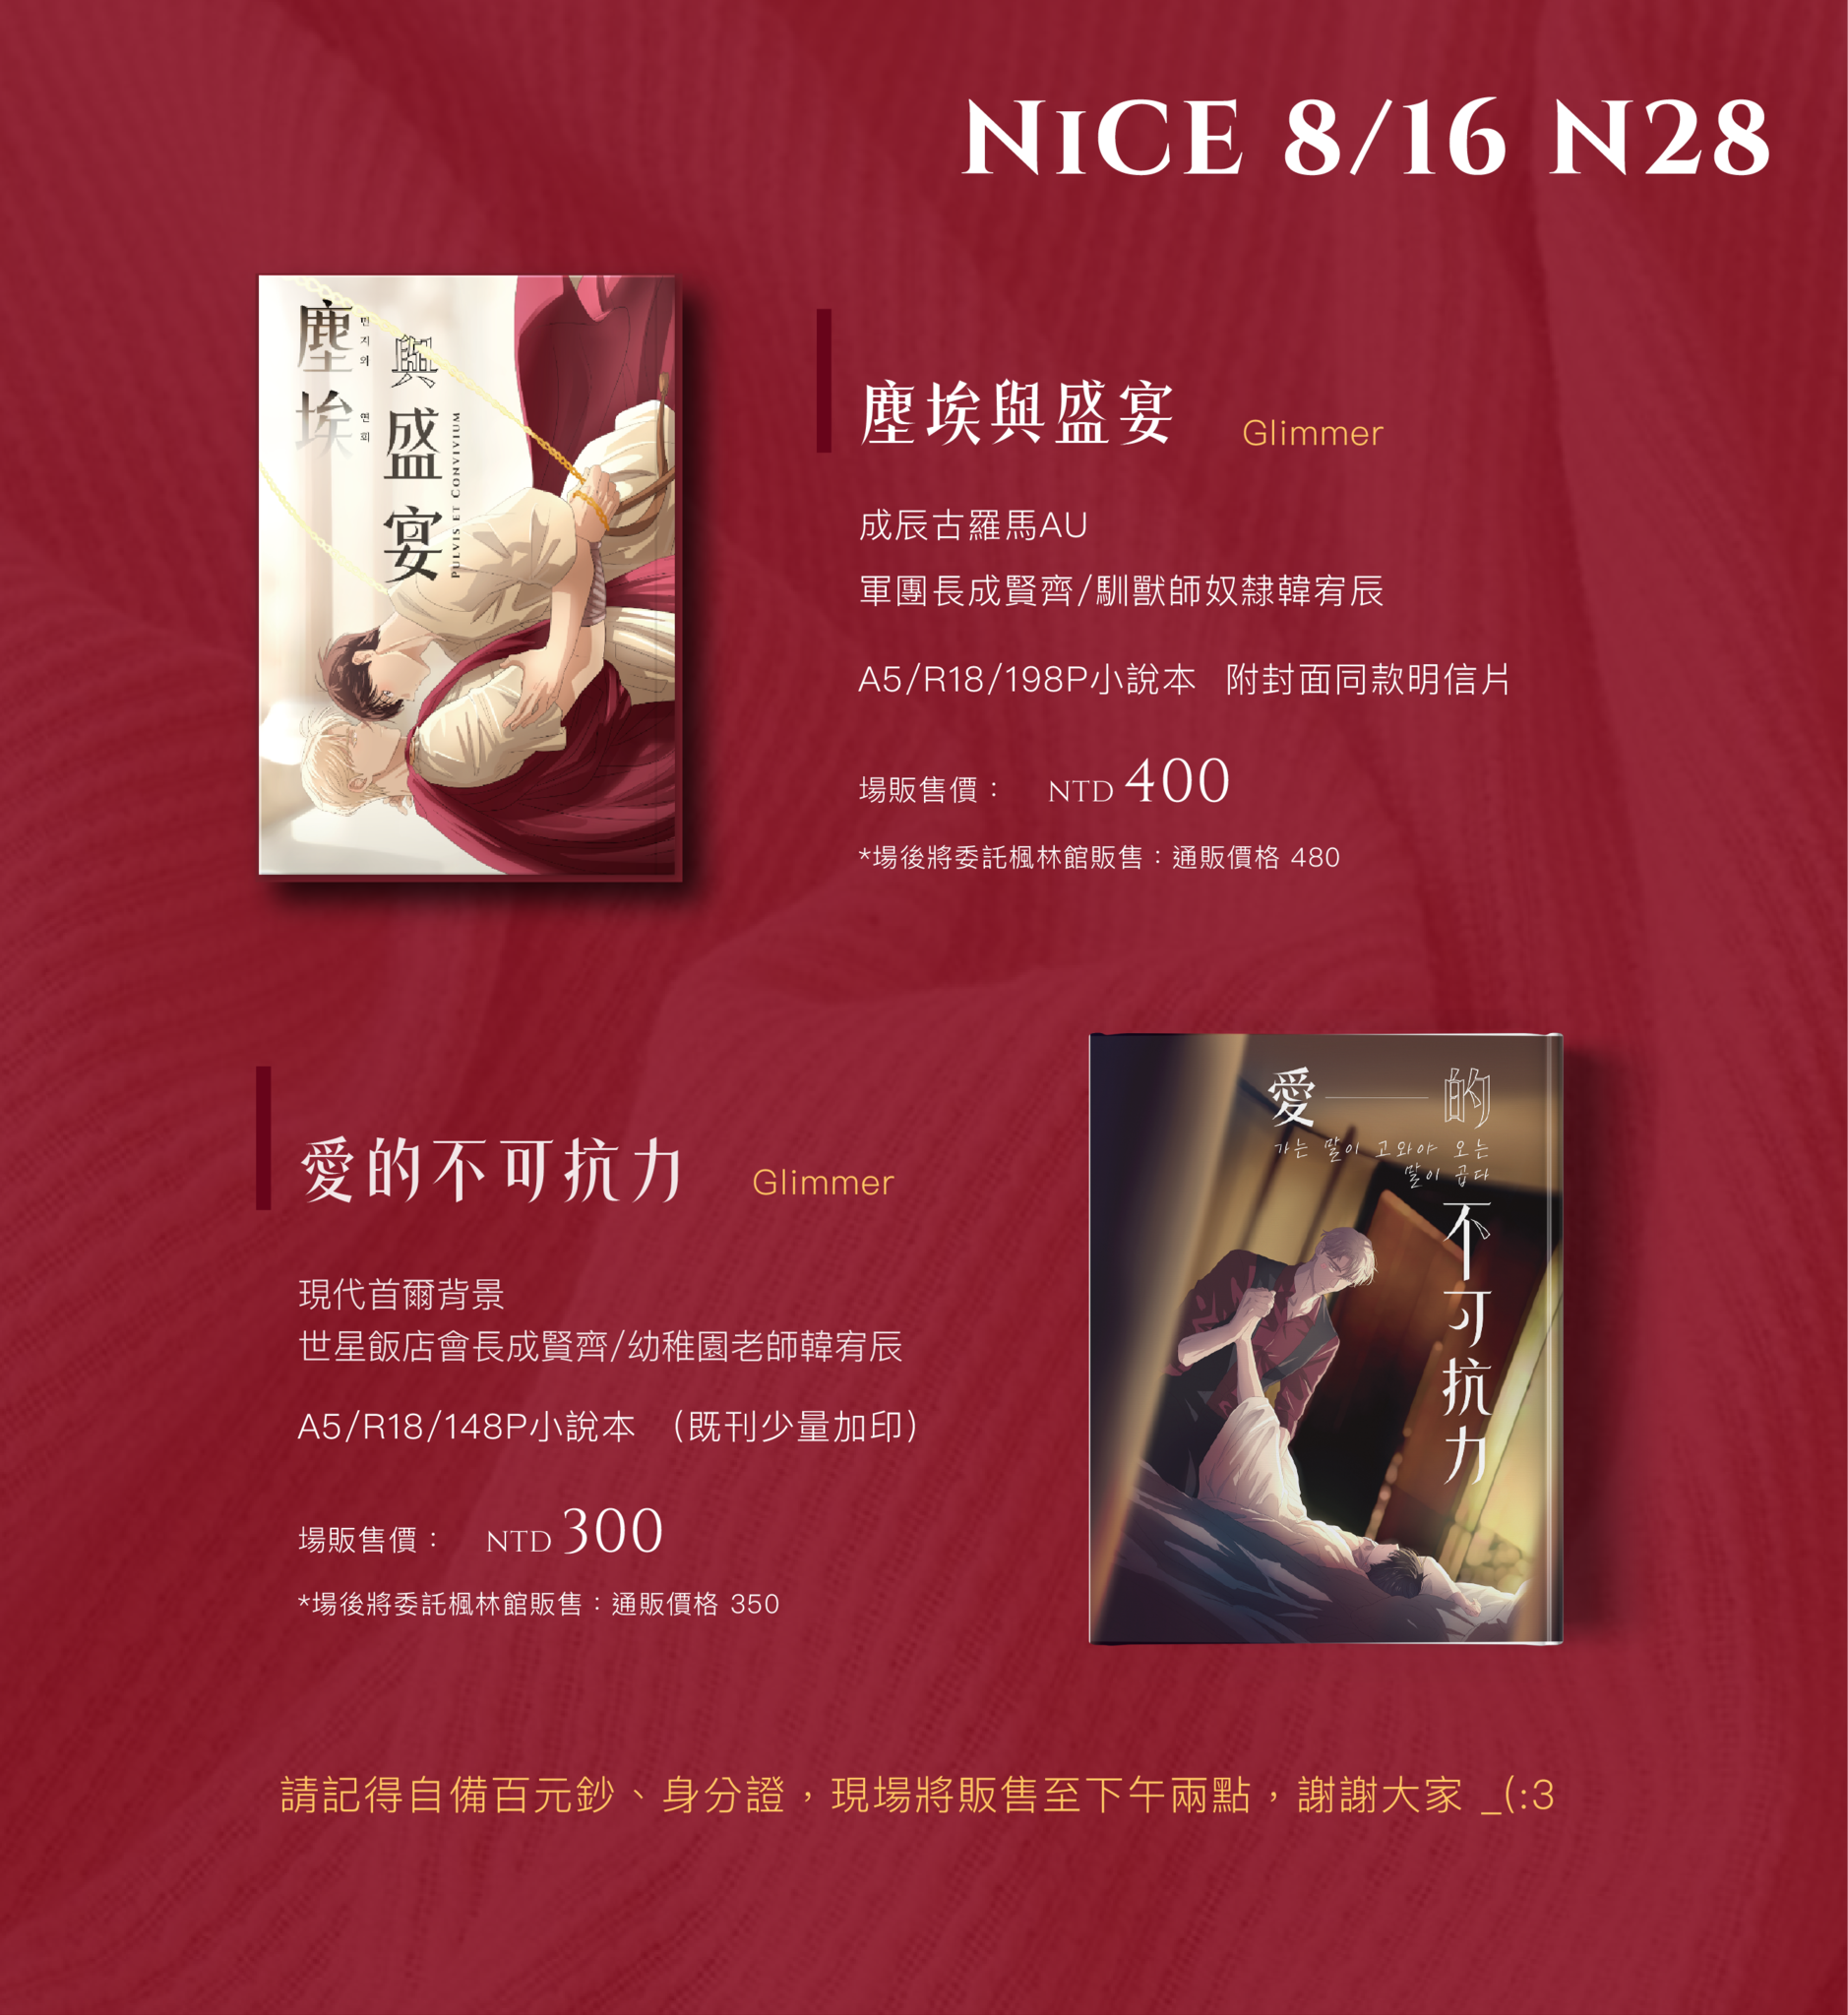 NiCE 8/16 N28
塵埃
먼지의 연회
與盛宴
PULVIS ET CONVIVIUM
塵埃與盛宴 Glimmer
成辰古羅馬AU
軍團長成賢齊/馴獸師奴隸韓宥辰
A5/R18/198P小說本 附封面同款明信片
場販售價： NTD 400
*場後將委託楓林館販售：通販價格 480
愛的不可抗力 Glimmer
現代首爾背景
世星飯店會長成賢齊/幼稚園老師韓宥辰
A5/R18/148P小說本 （既刊少量加印）
場販售價： NTD 300
*場後將委託楓林館販售：通販價格 350
愛——的
가는 말이 고와야 오는
말이 곱다
不可抗力
請記得自備百元鈔、身分證，現場將販售至下午兩點，謝謝大家 _(:3